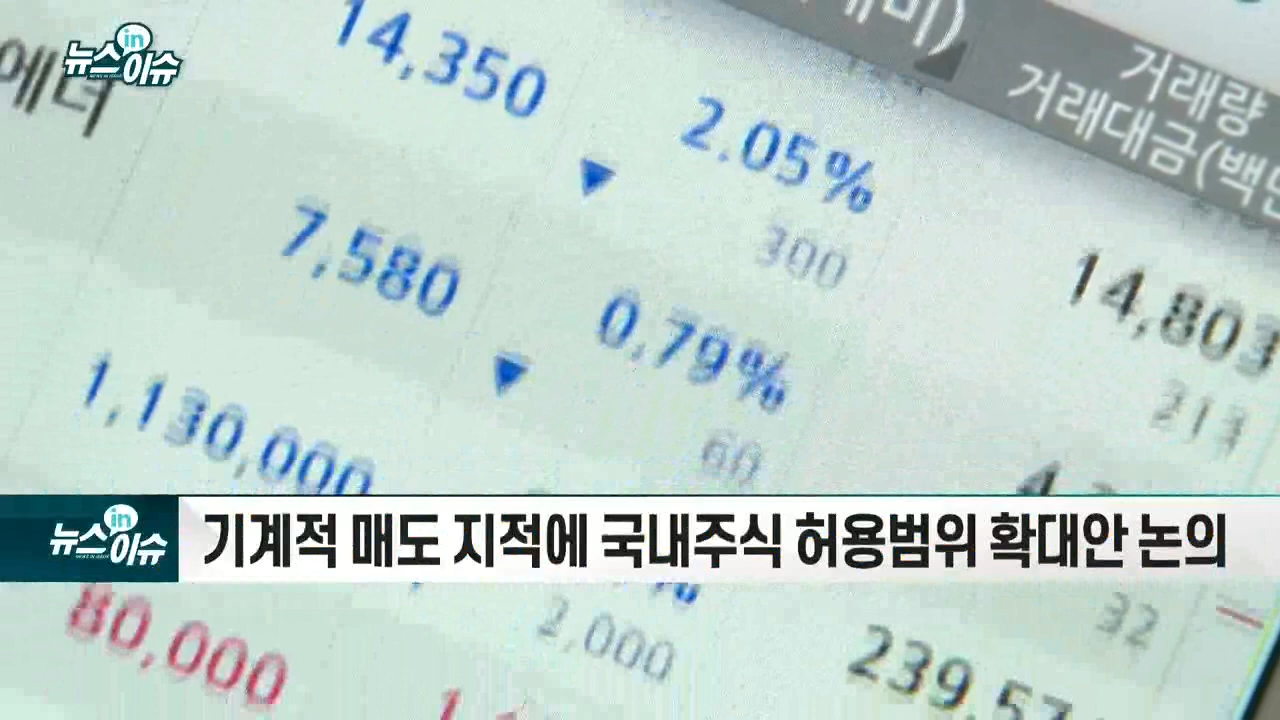 뉴스in이슈
14,350
2.05%
거래량
거래대금(백
에너
▼
300
7,580
0.79%
14,803
▼
60
213
1,130,000
뉴스in이슈
기계적 매도 지적에 국내주식 허용범위 확대안 논의
80,000
2,000
32
239,57